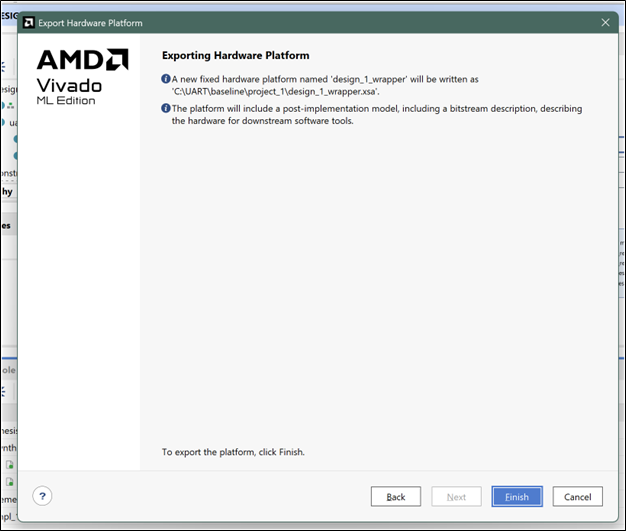 Export Hardware Platform
AMD
Vivado
ML Edition
Exporting Hardware Platform
A new fixed hardware platform named 'design_1_wrapper' will be written as
'C:\UART\baseline\project_1\design_1_wrapper.xsa'.
The platform will include a post-implementation model, including a bitstream description, describing
the hardware for downstream software tools.
To export the platform, click Finish.
?
Back
Next
Finish
Cancel